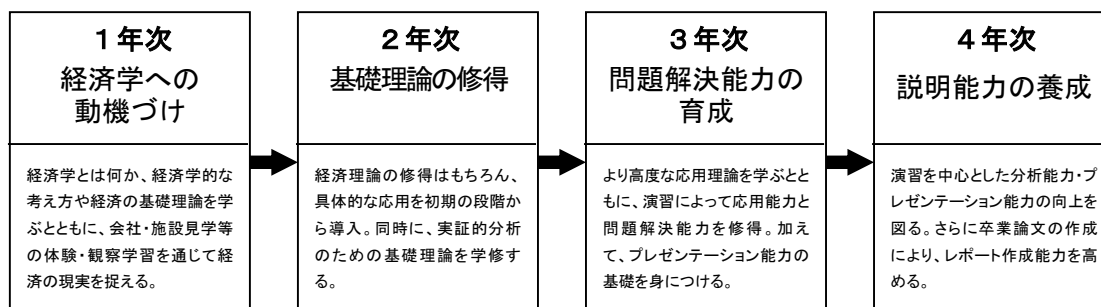 1年次
経済学への
動機づけ
経済学とは何か、経済学的な
考え方や経済の基礎理論を学
ぶとともに、会社・施設見学等
の体験・観察学習を通じて経
済の現実を捉える。
2年次
基礎理論の修得
経済理論の修得はもちろん、
具体的な応用を初期の段階か
ら導入。同時に、実証的分析
のための基礎理論を学修す
る。
3年次
問題解決能力の
育成
より高度な応用理論を学ぶとと
もに、演習によって応用能力と
問題解決能力を修得。加え
て、プレゼンテーション能力の
基礎を身につける。
4年次
説明能力の養成
演習を中心とした分析能力・プ
レゼンテーション能力の向上を
図る。さらに卒業論文の作成
により、レポート作成能力を高
める。